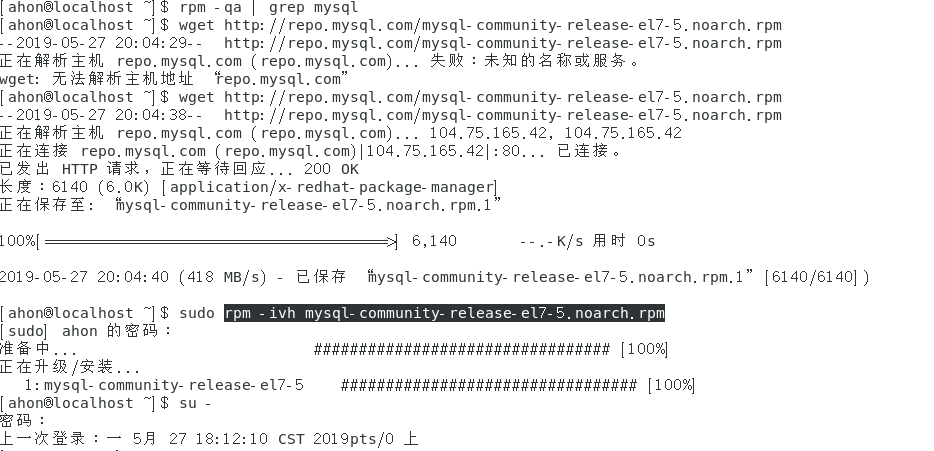 [ahon@localhost ~]$ rpm -qa | grep mysql
[ahon@localhost ~]$ wget http://repo.mysql.com/mysql-community-release-el7-5.noarch.rpm
--2019-05-27 20:04:29--  http://repo.mysql.com/mysql-community-release-el7-5.noarch.rpm
正在解析主机 repo.mysql.com (repo.mysql.com)... 失败：未知的名称或服务。
wget: 无法解析主机地址 “repo.mysql.com”
[ahon@localhost ~]$ wget http://repo.mysql.com/mysql-community-release-el7-5.noarch.rpm
--2019-05-27 20:04:38--  http://repo.mysql.com/mysql-community-release-el7-5.noarch.rpm
正在解析主机 repo.mysql.com (repo.mysql.com)... 104.75.165.42, 104.75.165.42
正在连接 repo.mysql.com (repo.mysql.com)|104.75.165.42|:80... 已连接。
已发出 HTTP 请求，正在等待回应... 200 OK
长度：6140 (6.0K) [application/x-redhat-package-manager]
正在保存至: “mysql-community-release-el7-5.noarch.rpm.1”
100%[======================================>] 6,140       --.-K/s 用时 0s
2019-05-27 20:04:40 (418 MB/s) - 已保存 “mysql-community-release-el7-5.noarch.rpm.1” [6140/6140])
[ahon@localhost ~]$ sudo rpm -ivh mysql-community-release-el7-5.noarch.rpm
[sudo] ahon 的密码：
准备中...                          ################################# [100%]
正在升级/安装...
   1:mysql-community-release-el7-5    ################################# [100%]
[ahon@localhost ~]$ su -
密码：
上一次登录：一 5月 27 18:12:10 CST 2019pts/0 上